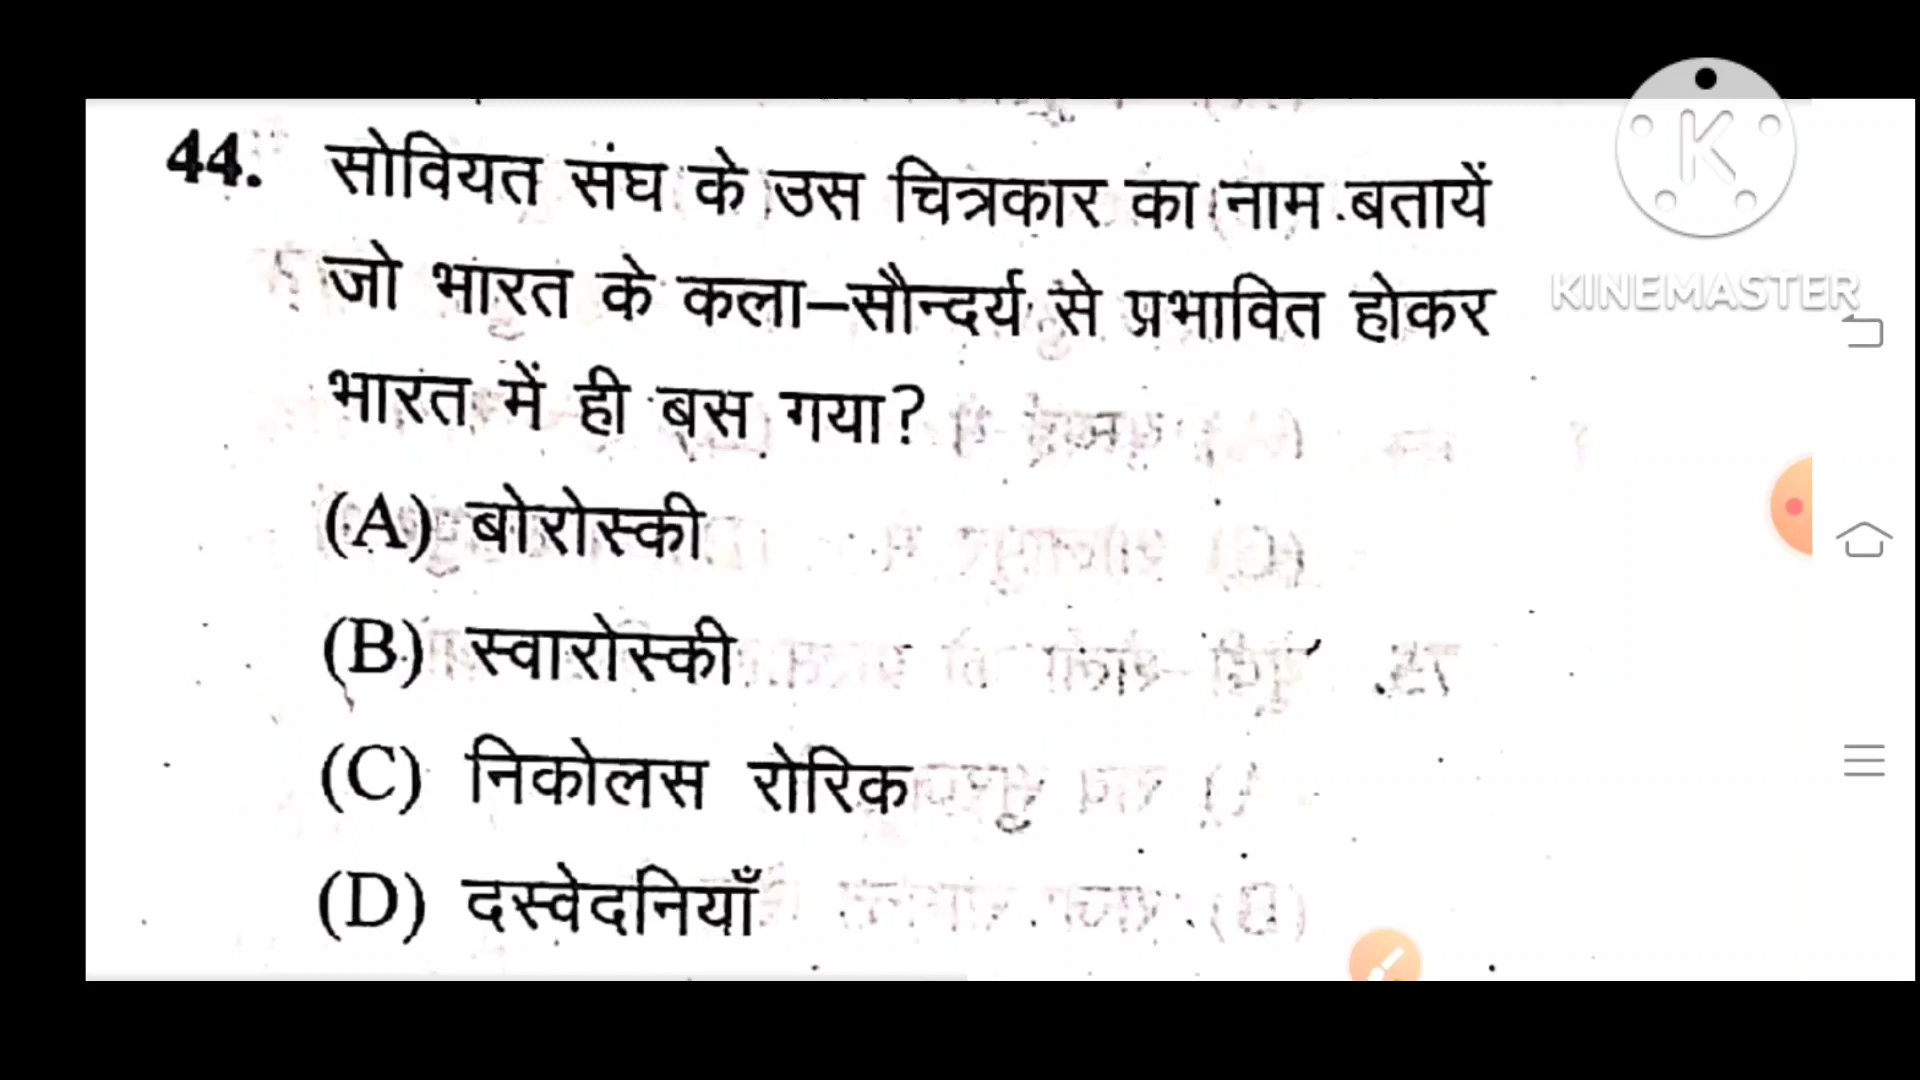 44. सोवियत संघ के उस चित्रकार का नाम बतायें
जो भारत के कला–सौन्दर्य से प्रभावित होकर
भारत में ही बस गया?
(A) बोरोस्की
(B) स्वारोस्की
(C) निकोलस रोरिक
(D) दस्वेदनियाँ
K
KINEMASTER